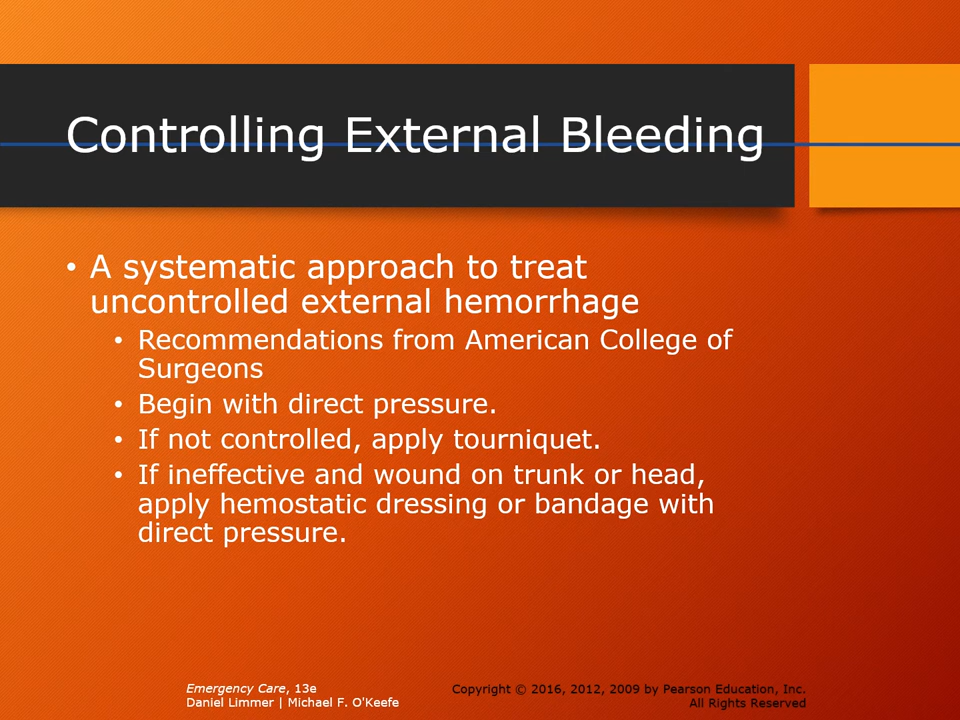 Controlling External Bleeding
• A systematic approach to treat
uncontrolled external hemorrhage
• Recommendations from American College of
Surgeons
• Begin with direct pressure.
• If not controlled, apply tourniquet.
• If ineffective and wound on trunk or head,
apply hemostatic dressing or bandage with
direct pressure.
Emergency Care, 13e
Daniel Limmer | Michael F. O'Keefe
Copyright © 2016, 2012, 2009 by Pearson Education, Inc.
All Rights Reserved